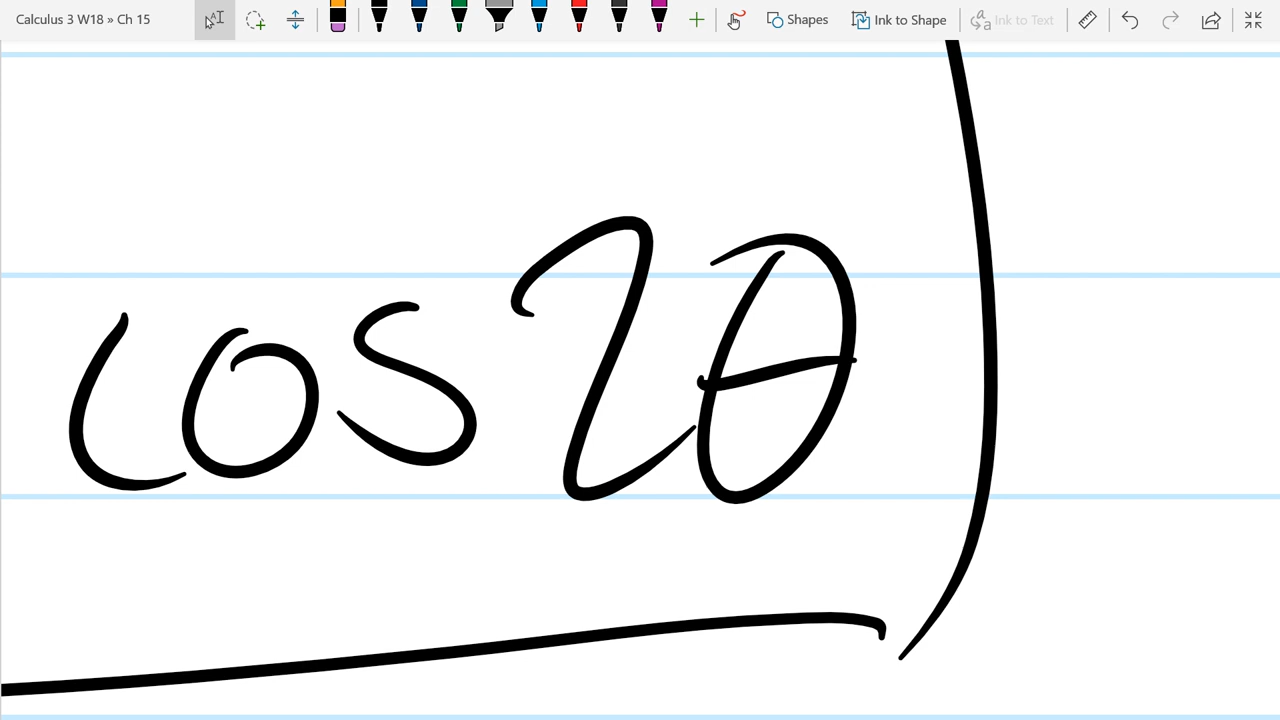 Calculus 3 W18 » Ch 15 Shapes Ink to Shape Ink to Text
cos 2θ )